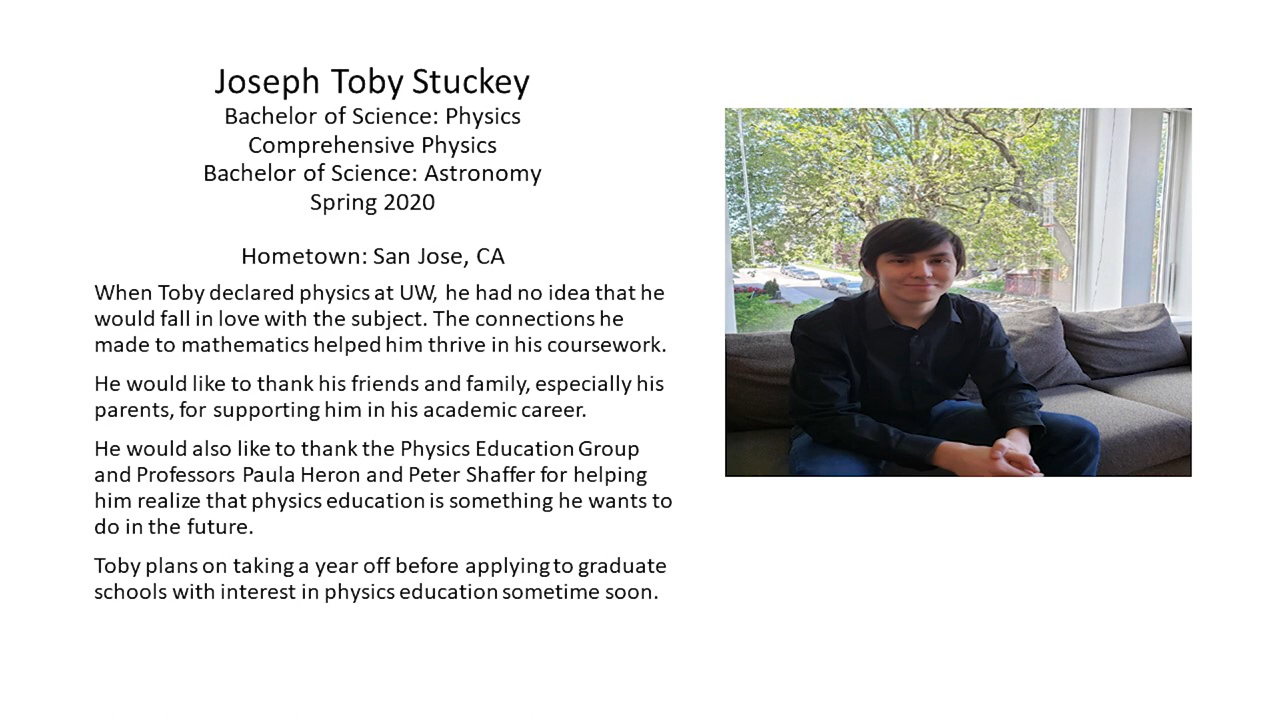 Joseph Toby Stuckey
Bachelor of Science: Physics
Comprehensive Physics
Bachelor of Science: Astronomy
Spring 2020
Hometown: San Jose, CA
When Toby declared physics at UW, he had no idea that he
would fall in love with the subject. The connections he
made to mathematics helped him thrive in his coursework.
He would like to thank his friends and family, especially his
parents, for supporting him in his academic career.
He would also like to thank the Physics Education Group
and Professors Paula Heron and Peter Shaffer for helping
him realize that physics education is something he wants to
do in the future.
Toby plans on taking a year off before applying to graduate
schools with interest in physics education sometime soon.